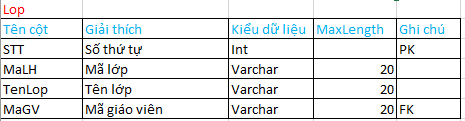 Lop
Tên cột Giải thích Kiểu dữ liệu MaxLength Ghi chú
STT Số thứ tự Int PK
MaLH Mã lớp Varchar 20
TenLop Tên lớp Varchar 20
MaGV Mã giáo viên Varchar 20 FK